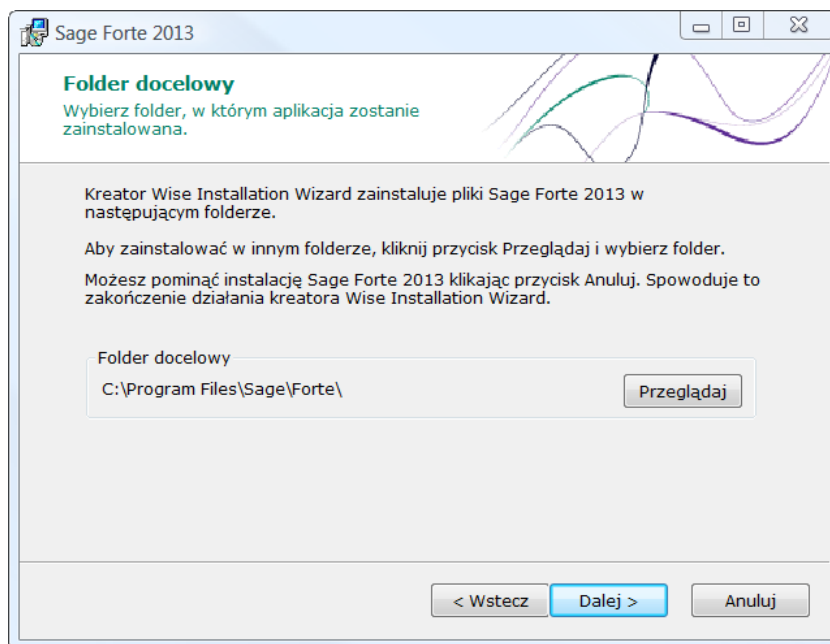 Sage Forte 2013
Folder docelowy
Wybierz folder, w którym aplikacja zostanie
zainstalowana.
Kreator Wise Installation Wizard zainstaluje pliki Sage Forte 2013 w
następującym folderze.
Aby zainstalować w innym folderze, kliknij przycisk Przeglądaj i wybierz folder.
Możesz pominąć instalację Sage Forte 2013 klikając przycisk Anuluj. Spowoduje to
zakończenie działania kreatora Wise Installation Wizard.
Folder docelowy
C:\Program Files\Sage\Forte\
Przeglądaj
< Wstecz
Dalej >
Anuluj